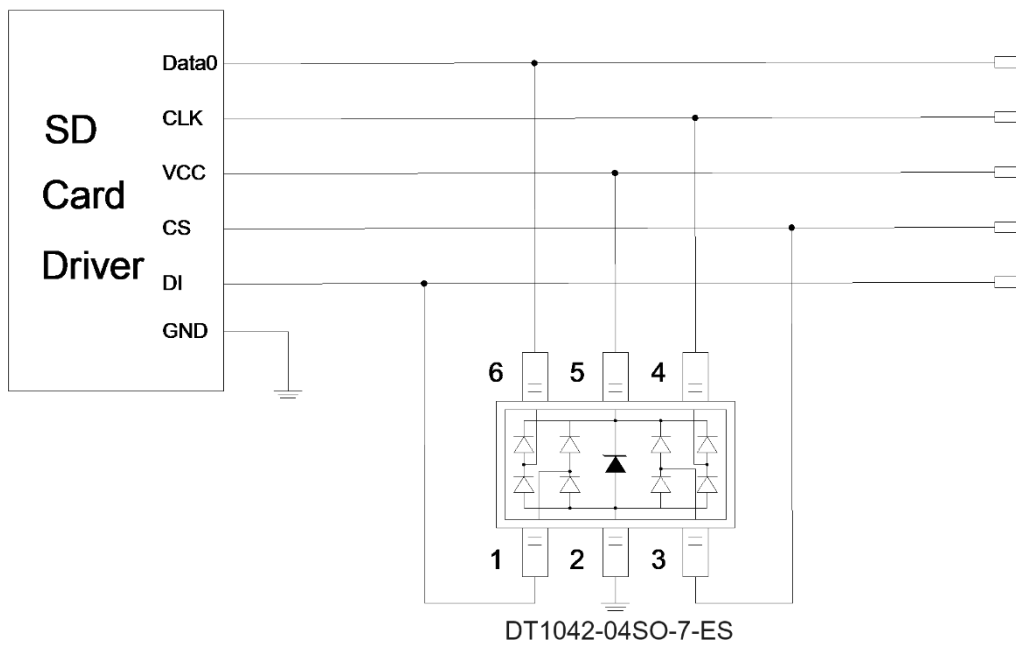 Data0
CLK
SD
VCC
Card
CS
Driver
DI
GND
6 5 4
1 2 3
DT1042-04SO-7-ES